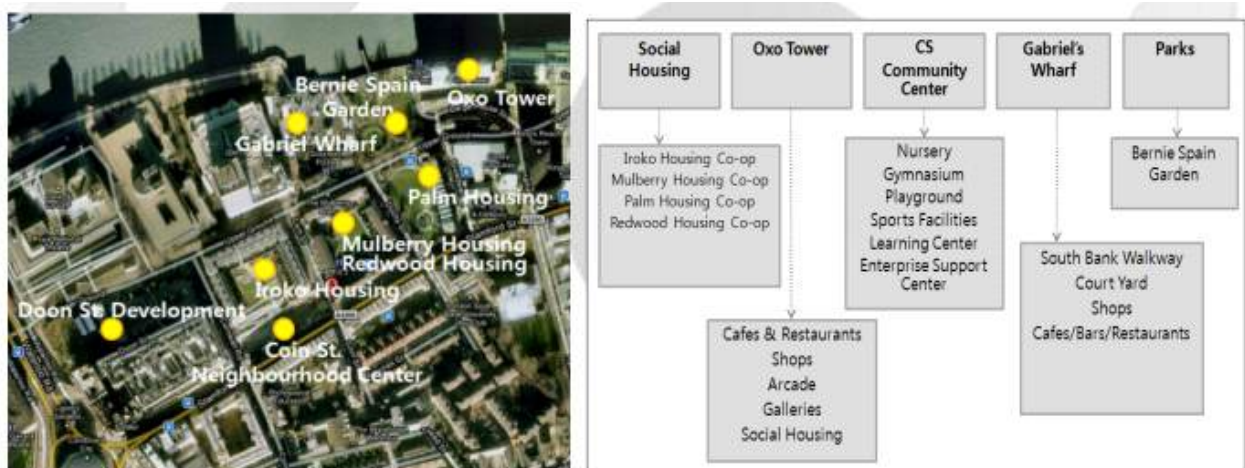 Bernie Spain
Garden
Oxo Tower
Gabriel Wharf
Palm Housing
Mulberry Housing
Redwood Housing
Iroko Housing
Doon St. Development
Coin St.
Neighbourhood Center
Social
Housing
Oxo Tower
CS
Community
Center
Gabriel's
Wharf
Parks
Iroko Housing Co-op
Mulberry Housing Co-op
Palm Housing Co-op
Redwood Housing Co-op
Cafes & Restaurants
Shops
Arcade
Galleries
Social Housing
Nursery
Gymnasium
Playground
Sports Facilities
Learning Center
Enterprise Support
Center
South Bank Walkway
Court Yard
Shops
Cafes/Bars/Restaurants
Bernie Spain
Garden